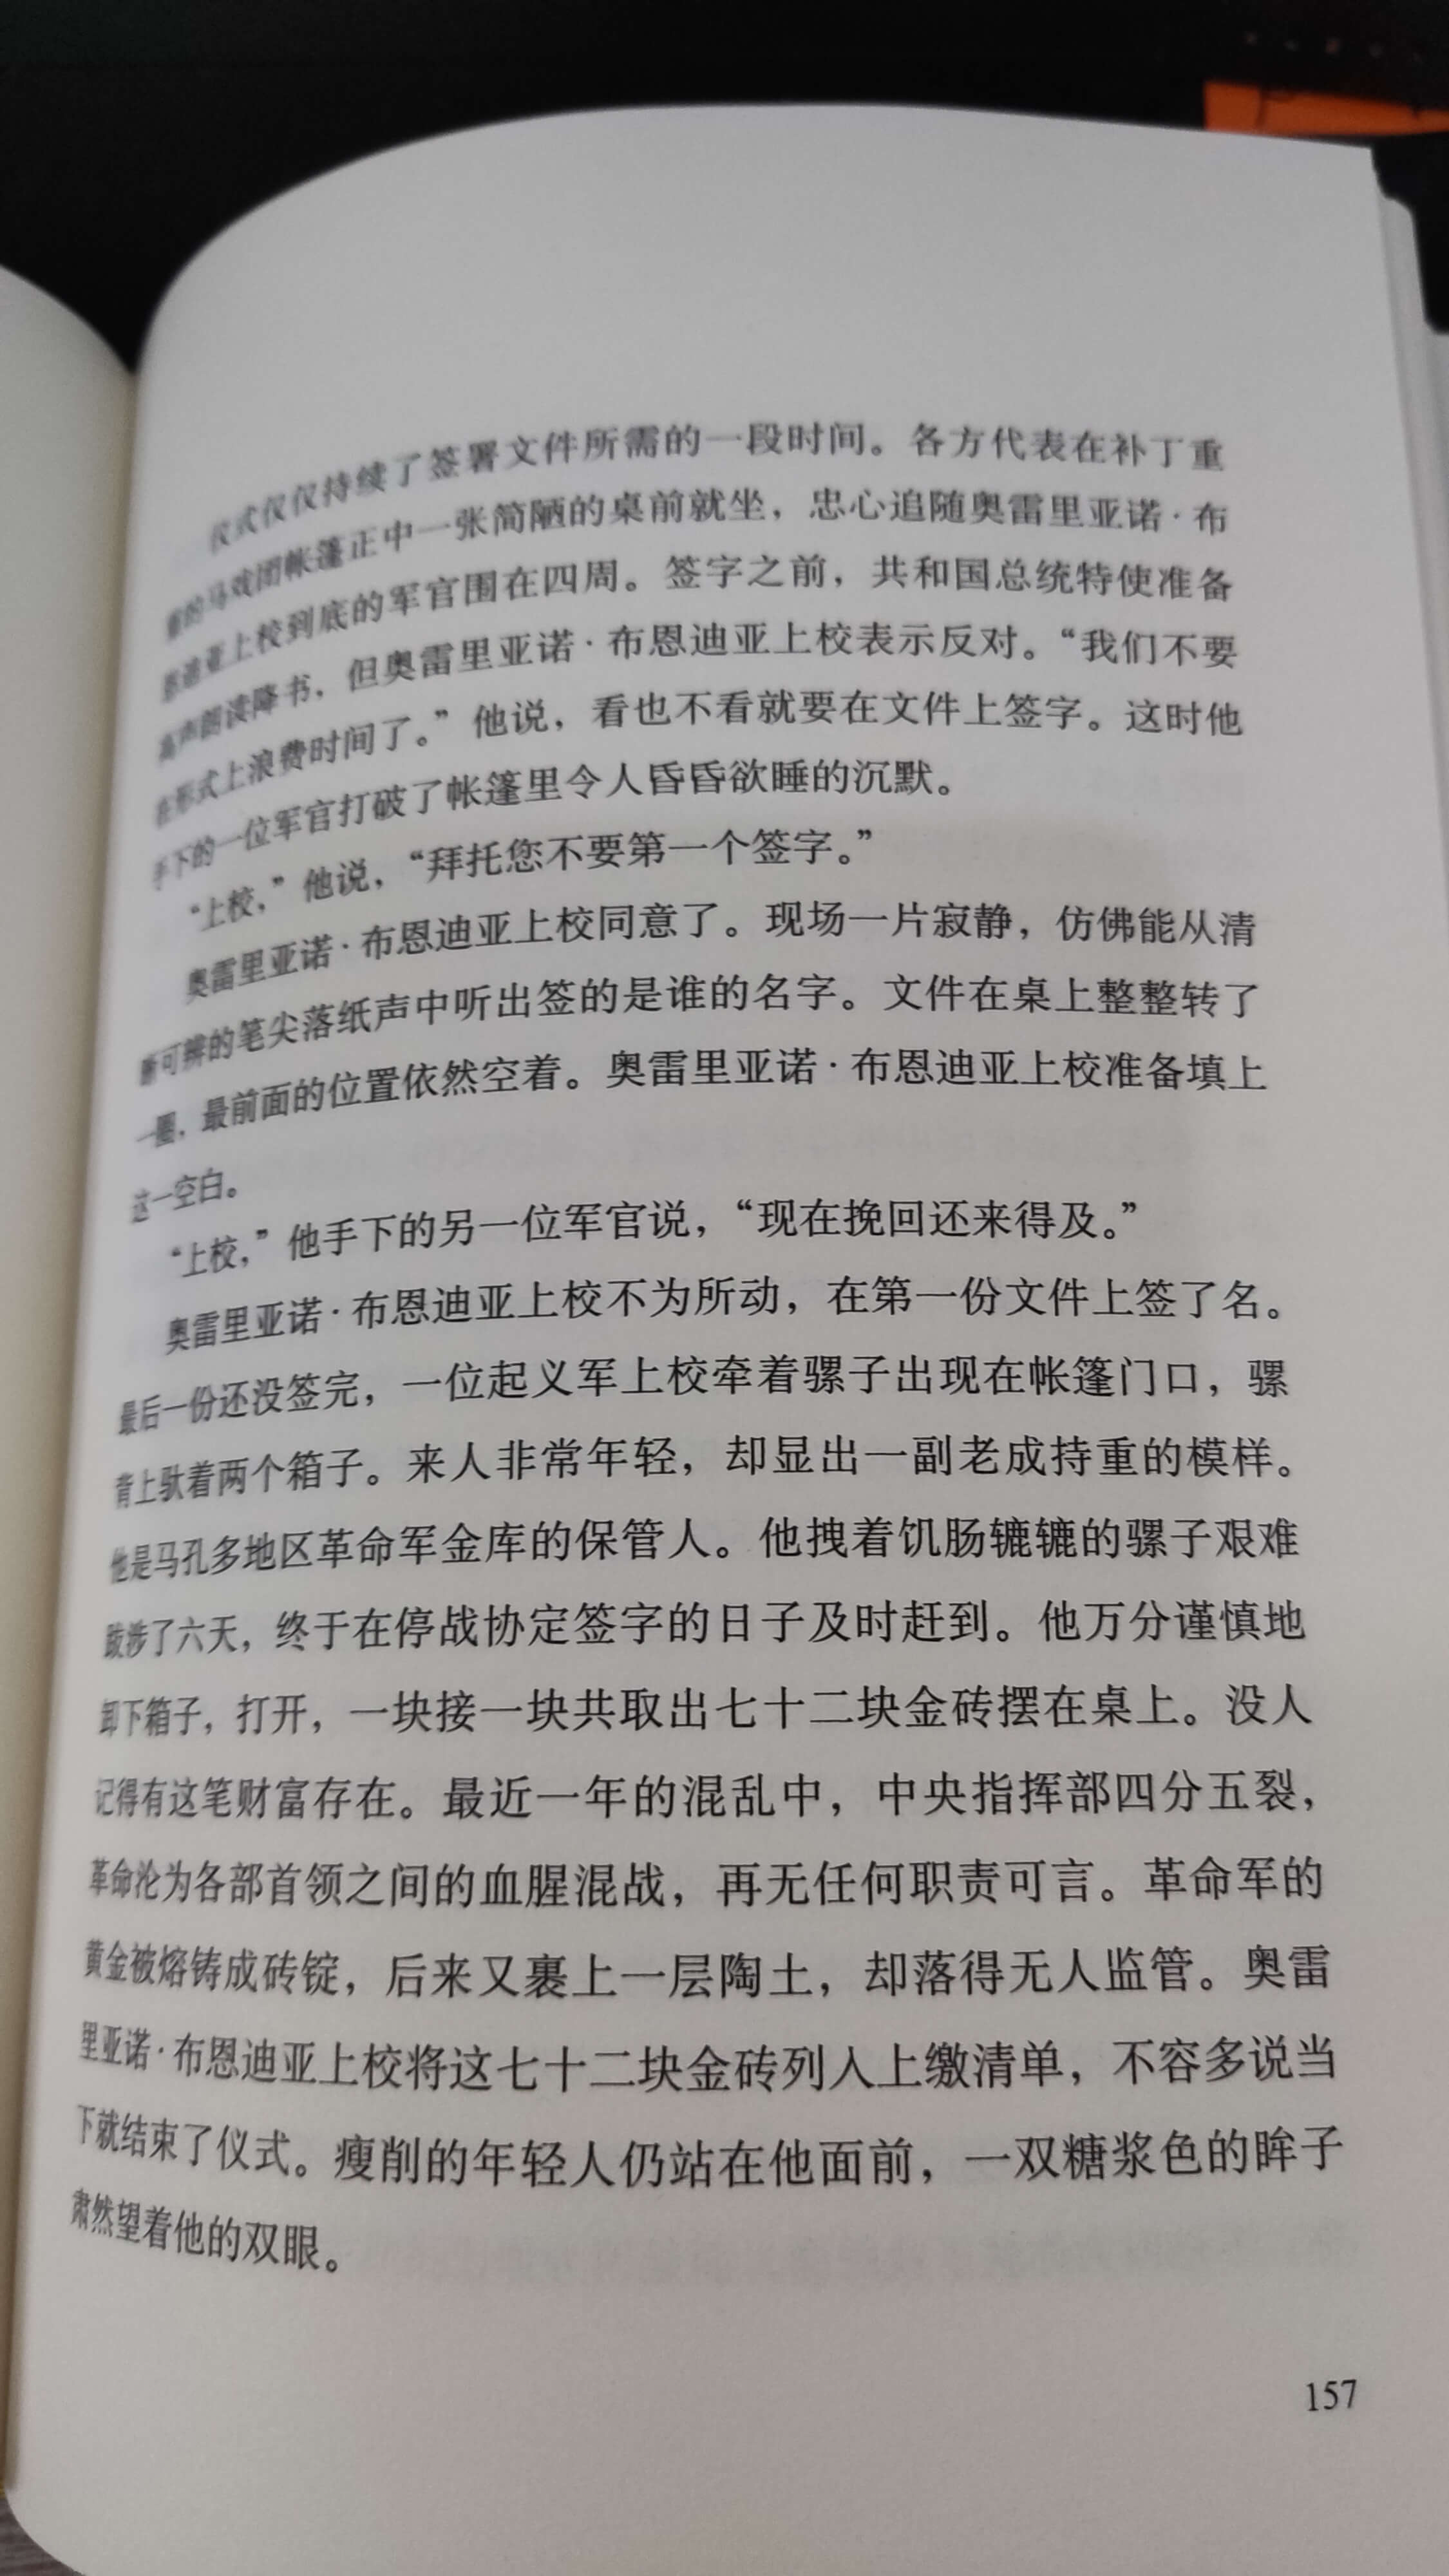 仪式仅仅持续了签署文件所需的一段时间。各方代表在补丁重
的马戏团帐篷正中一张简陋的桌前就坐，忠心追随奥雷里亚诺·布
恩迪亚上校到底的军官围在四周。签字之前，共和国总统特使准备
高声朗读降书，但奥雷里亚诺·布恩迪亚上校表示反对。“我们不要
在形式上浪费时间了。”他说，看也不看就要在文件上签字。这时他
手下的一位军官打破了帐篷里令人昏昏欲睡的沉默。
“上校，”他说，“拜托您不要第一个签字。”
奥雷里亚诺·布恩迪亚上校同意了。现场一片寂静，仿佛能从清
晰可辨的笔尖落纸声中听出签的是谁的名字。文件在桌上整整转了
一圈，最前面的位置依然空着。奥雷里亚诺·布恩迪亚上校准备填上
这一空白。
“上校，”他手下的另一位军官说，“现在挽回还来得及。”
奥雷里亚诺·布恩迪亚上校不为所动，在第一份文件上签了名。
最后一份还没签完，一位起义军上校牵着骡子出现在帐篷门口，骡
背上驮着两个箱子。来人非常年轻，却显出一副老成持重的模样。
他是马孔多地区革命军金库的保管人。他拽着饥肠辘辘的骡子艰难
跋涉了六天，终于在停战协定签字的日子及时赶到。他万分谨慎地
卸下箱子，打开，一块接一块共取出七十二块金砖摆在桌上。没人
记得有这笔财富存在。最近一年的混乱中，中央指挥部四分五裂，
革命沦为各部首领之间的血腥混战，再无任何职责可言。革命军的
黄金被熔铸成砖锭，后来又裹上一层陶土，却落得无人监管。奥雷
里亚诺·布恩迪亚上校将这七十二块金砖列入上缴清单，不容多说当
下就结束了仪式。瘦削的年轻人仍站在他面前，一双糖浆色的眸子
肃然望着他的双眼。
157